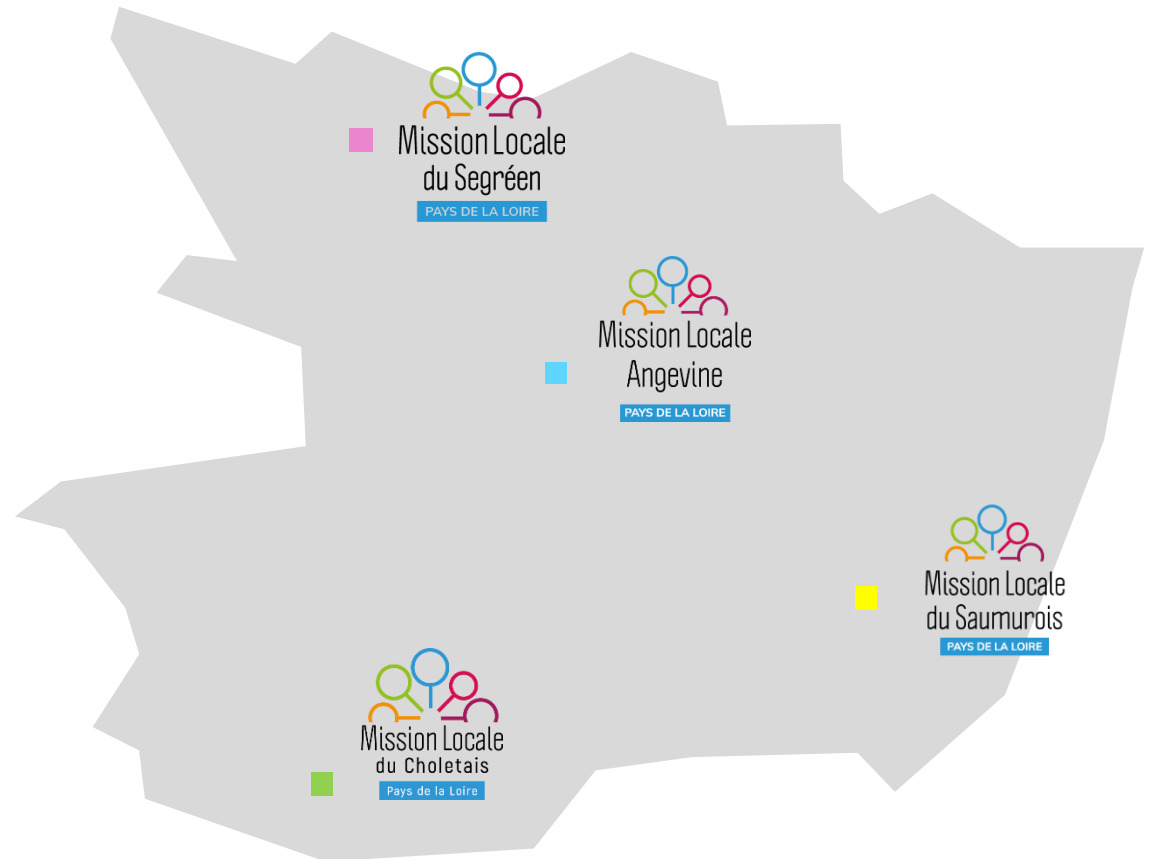 Mission Locale
du Segréen
PAYS DE LA LOIRE
Mission Locale
Angevine
PAYS DE LA LOIRE
Mission Locale
du Saumurois
PAYS DE LA LOIRE
Mission Locale
du Choletais
Pays de la Loire